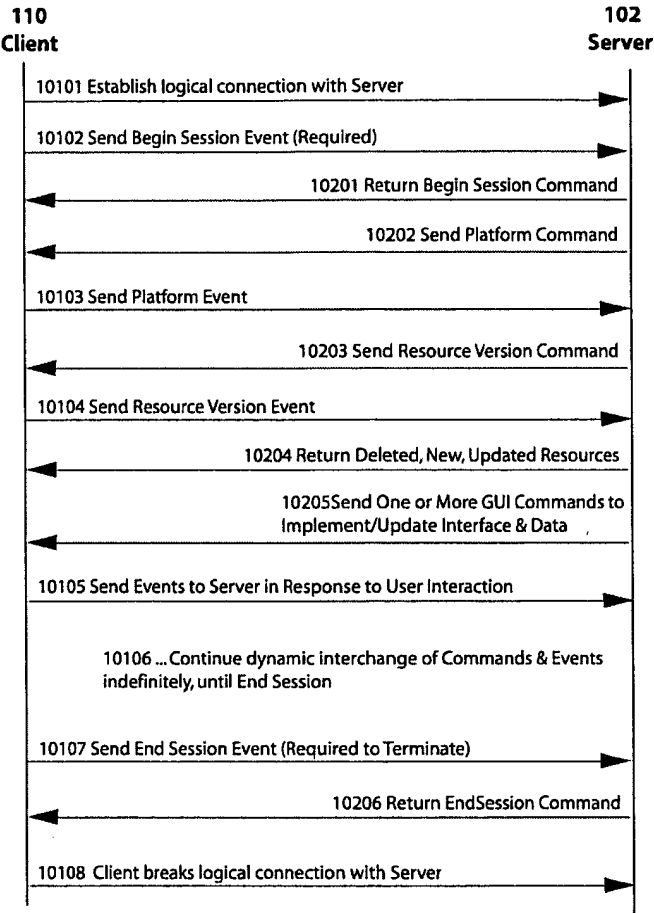 110
Client
102
Server
10101 Establish logical connection with Server
10102 Send Begin Session Event (Required)
10201 Return Begin Session Command
10202 Send Platform Command
10103 Send Platform Event
10203 Send Resource Version Command
10104 Send Resource Version Event
10204 Return Deleted, New, Updated Resources
10205Send One or More GUI Commands to
Implement/Update Interface & Data
10105 Send Events to Server in Response to User Interaction
10106 ... Continue dynamic interchange of Commands & Events
indefinitely, until End Session
10107 Send End Session Event (Required to Terminate)
10206 Return EndSession Command
10108 Client breaks logical connection with Server